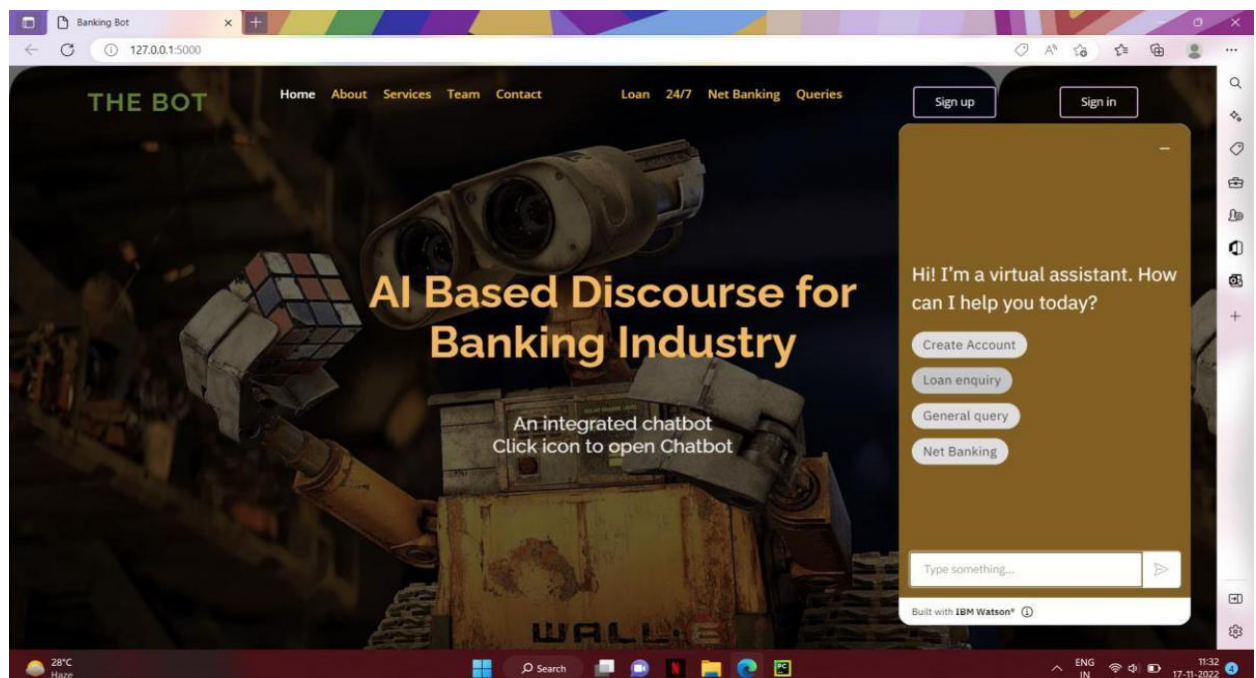 Banking Bot
127.0.0.1:5000
THE BOT
Home About Services Team Contact Loan 24/7 Net Banking Queries
Sign up Sign in
AI Based Discourse for
Banking Industry
An integrated chatbot
Click icon to open Chatbot
WALL·E
Hi! I'm a virtual assistant. How
can I help you today?
Create Account
Loan enquiry
General query
Net Banking
Type something...
Built with IBM Watson®
28°C
Haze
Search
ENG
IN
11:32
17-11-2022
4